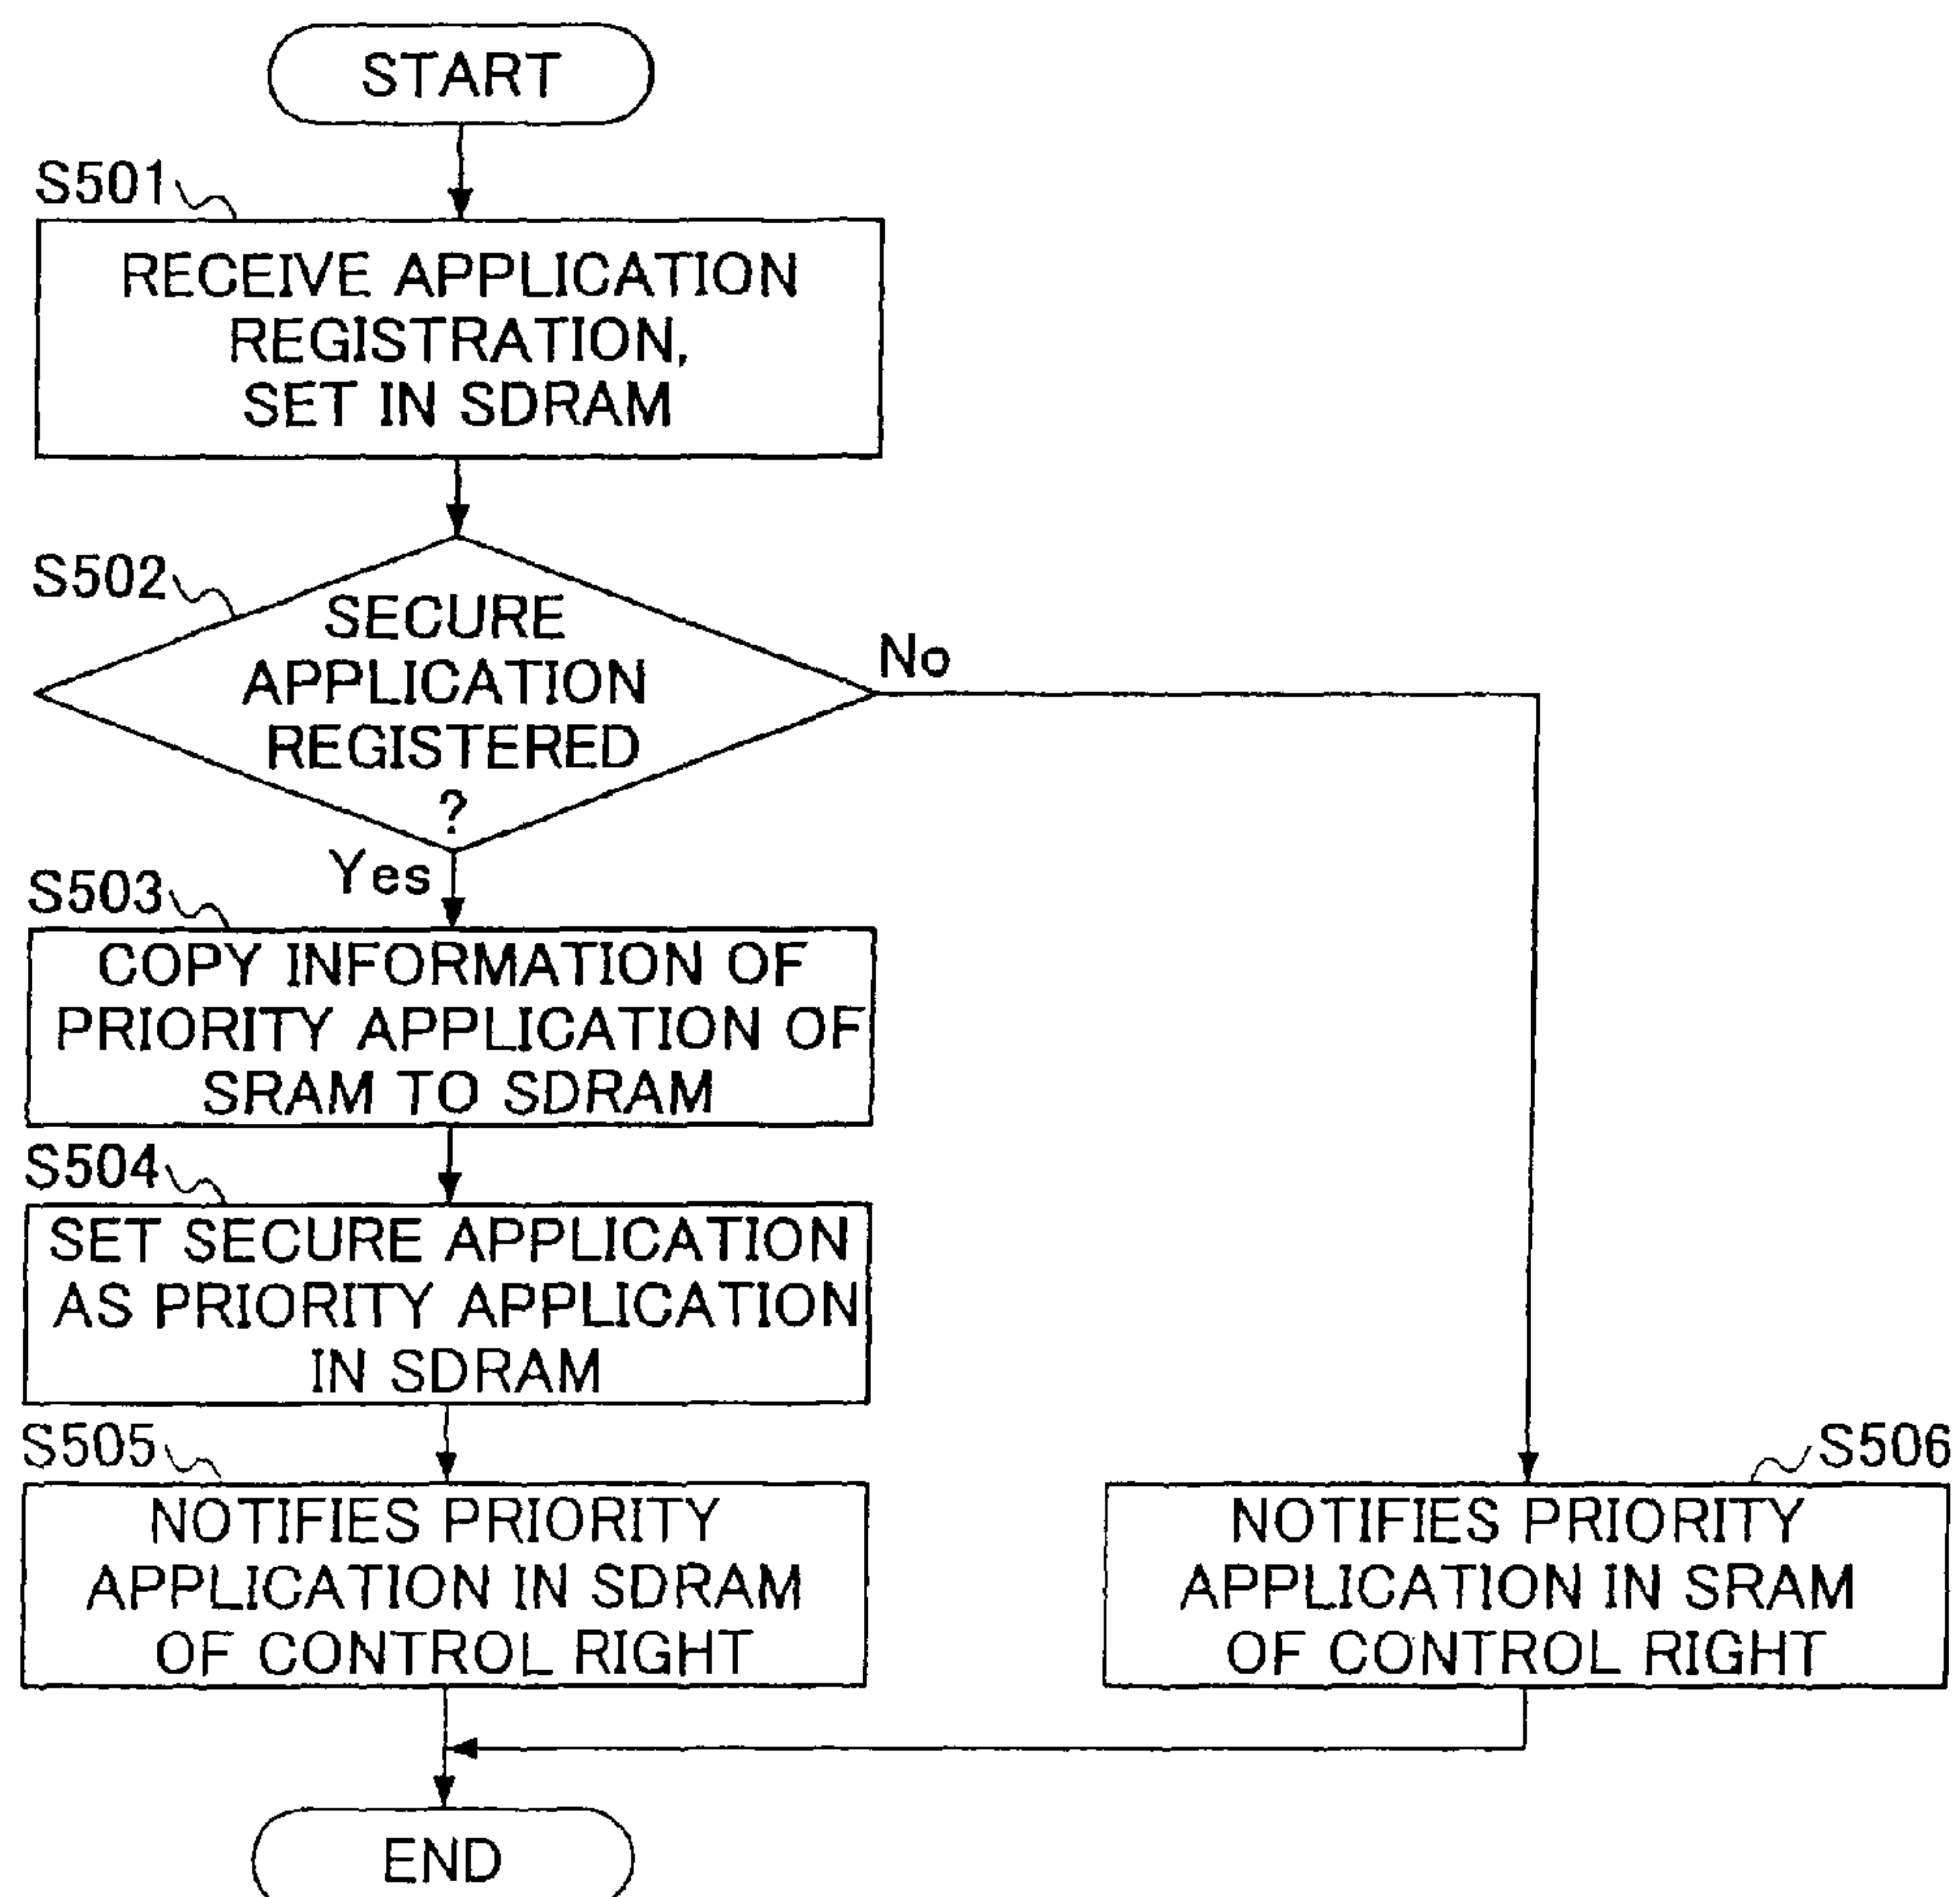 START
S501
RECEIVE APPLICATION
REGISTRATION,
SET IN SDRAM
S502
SECURE
APPLICATION
REGISTERED
?
No
Yes
S503
COPY INFORMATION OF
PRIORITY APPLICATION OF
SRAM TO SDRAM
S504
SET SECURE APPLICATION
AS PRIORITY APPLICATION
IN SDRAM
S505
NOTIFIES PRIORITY
APPLICATION IN SDRAM
OF CONTROL RIGHT
S506
NOTIFIES PRIORITY
APPLICATION IN SRAM
OF CONTROL RIGHT
END